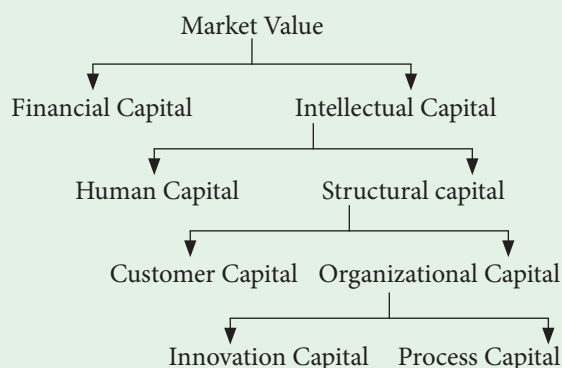 Market Value
Financial Capital Intellectual Capital
Human Capital Structural capital
Customer Capital Organizational Capital
Innovation Capital Process Capital